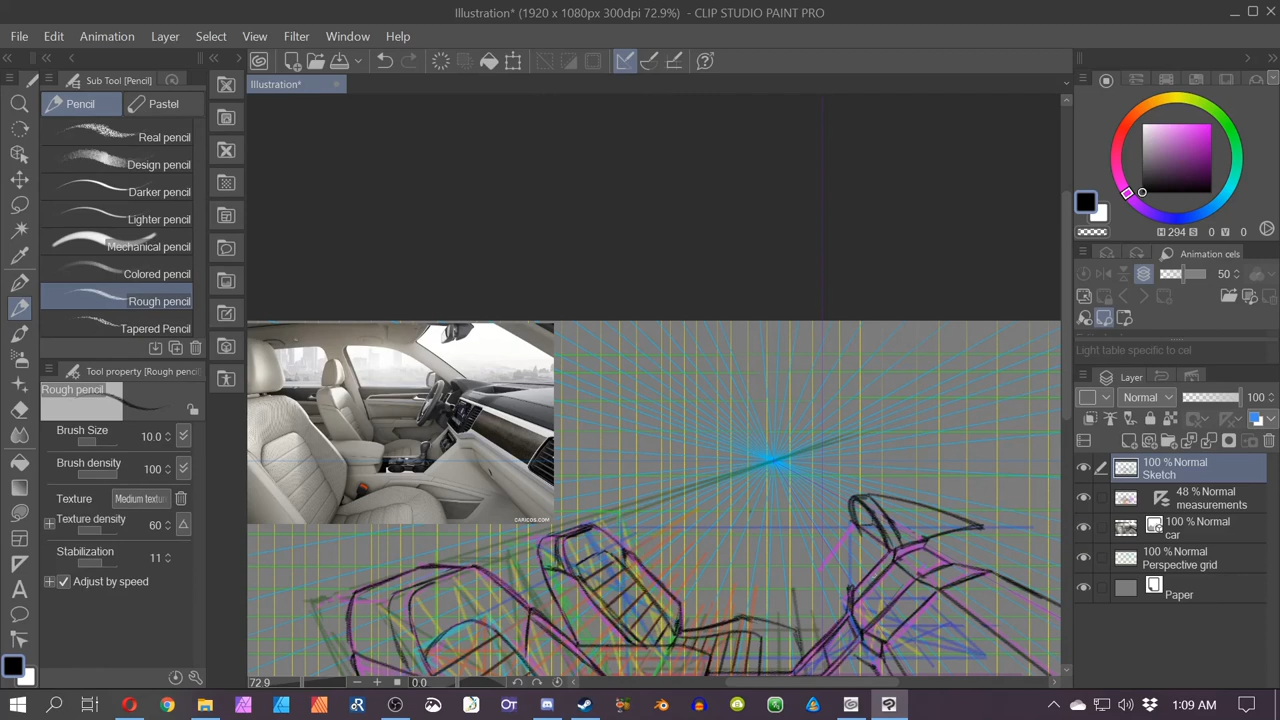 Illustration* (1920 x 1080px 300dpi 72.9%) - CLIP STUDIO PAINT PRO
File Edit Animation Layer Select View Filter Window Help
Sub Tool [Pencil]
Illustration*
Pencil Pastel
Real pencil
Design pencil
Darker pencil
Lighter pencil
Mechanical pencil
Colored pencil
Rough pencil
Tapered Pencil
Tool property [Rough pencil]
Rough pencil
Brush Size 10.0
Brush density 100
Texture Medium textur
Texture density 60
Stabilization 11
Adjust by speed
CARICOS.COM
72.9 0.0
H 294 S 0 V 0
Animation cels
50
Light table specific to cel
Layer
Normal 100
100 % Normal
Sketch
48 % Normal
measurements
100 % Normal
car
100 % Normal
Perspective grid
Paper
1:09 AM